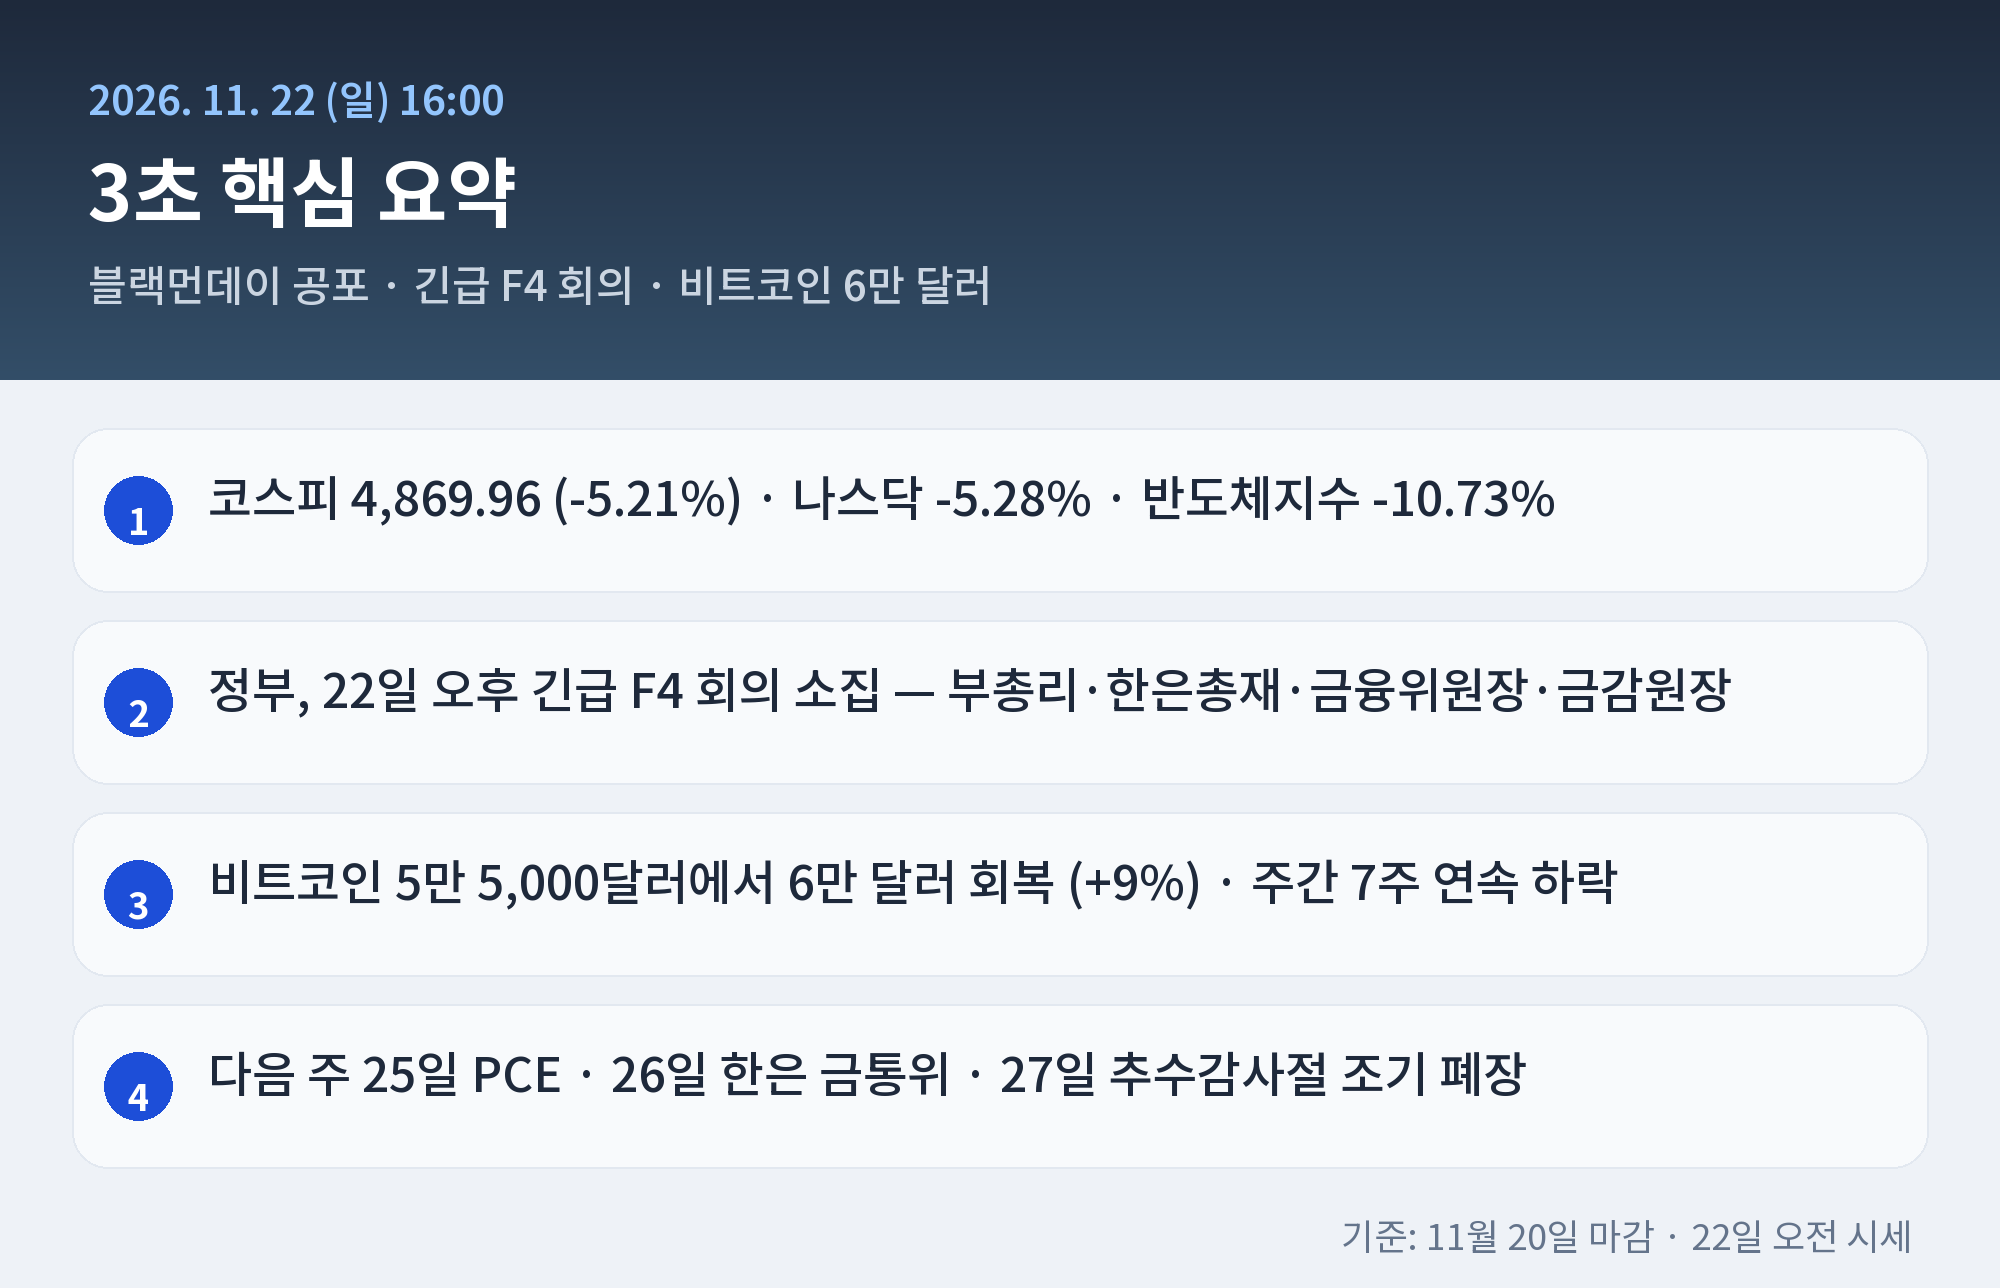 2026. 11. 22 (일) 16:00
3초 핵심 요약
블랙먼데이 공포 · 긴급 F4 회의 · 비트코인 6만 달러
1 코스피 4,869.96 (-5.21%) · 나스닥 -5.28% · 반도체지수 -10.73%
2 정부, 22일 오후 긴급 F4 회의 소집 — 부총리·한은총재·금융위원장·금감원장
3 비트코인 5만 5,000달러에서 6만 달러 회복 (+9%) · 주간 7주 연속 하락
4 다음 주 25일 PCE · 26일 한은 금통위 · 27일 추수감사절 조기 폐장
기준: 11월 20일 마감 · 22일 오전 시세